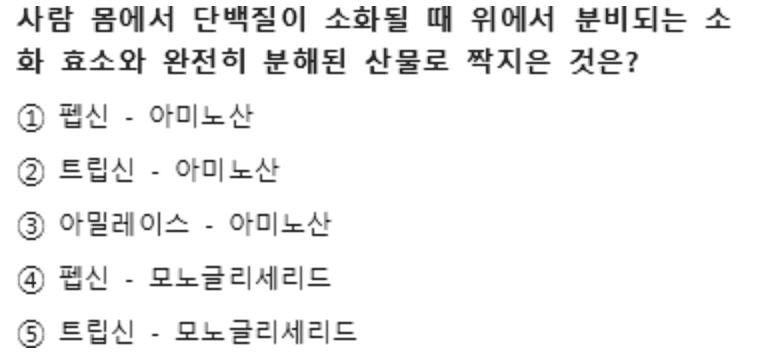 사람 몸에서 단백질이 소화될 때 위에서 분비되는 소
화 효소와 완전히 분해된 산물로 짝지은 것은?
① 펩신 - 아미노산
② 트립신 - 아미노산
③ 아밀레이스 - 아미노산
④ 펩신 - 모노글리세리드
⑤ 트립신 - 모노글리세리드